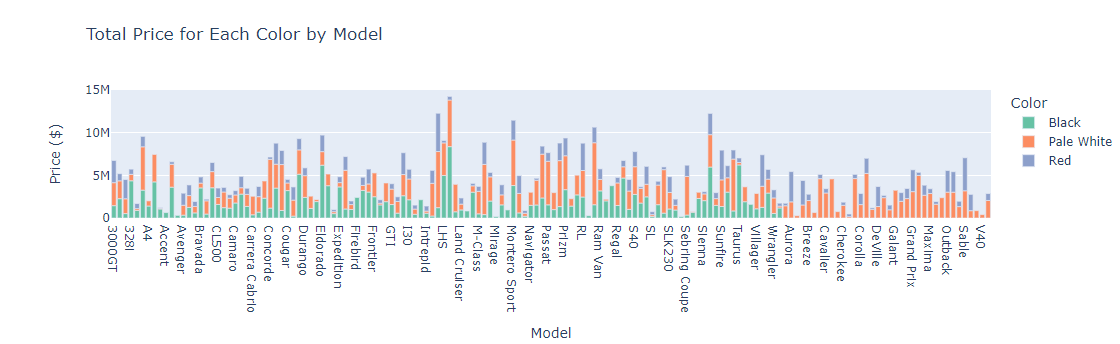 Total Price for Each Color by Model
Color
Black
Pale White
Red
Price ($)
15M
10M
5M
0
3000GT
328I
A4
Accent
Avenger
Bravada
CL500
Camaro
Carrera Cabrio
Concorde
Cougar
Durango
Eldorado
Expedition
Firebird
Frontier
GTI
I30
Intrepid
LHS
Land Cruiser
M-Class
Mirage
Montero Sport
Navigator
Passat
Prizm
RL
Ram Van
Regal
S40
SL
SLK230
Sebring Coupe
Sienna
Sunfire
Taurus
Villager
Wrangler
Aurora
Breeze
Cavalier
Cherokee
Corolla
DeVille
Galant
Grand Prix
Maxima
Outback
Sable
V40
Model